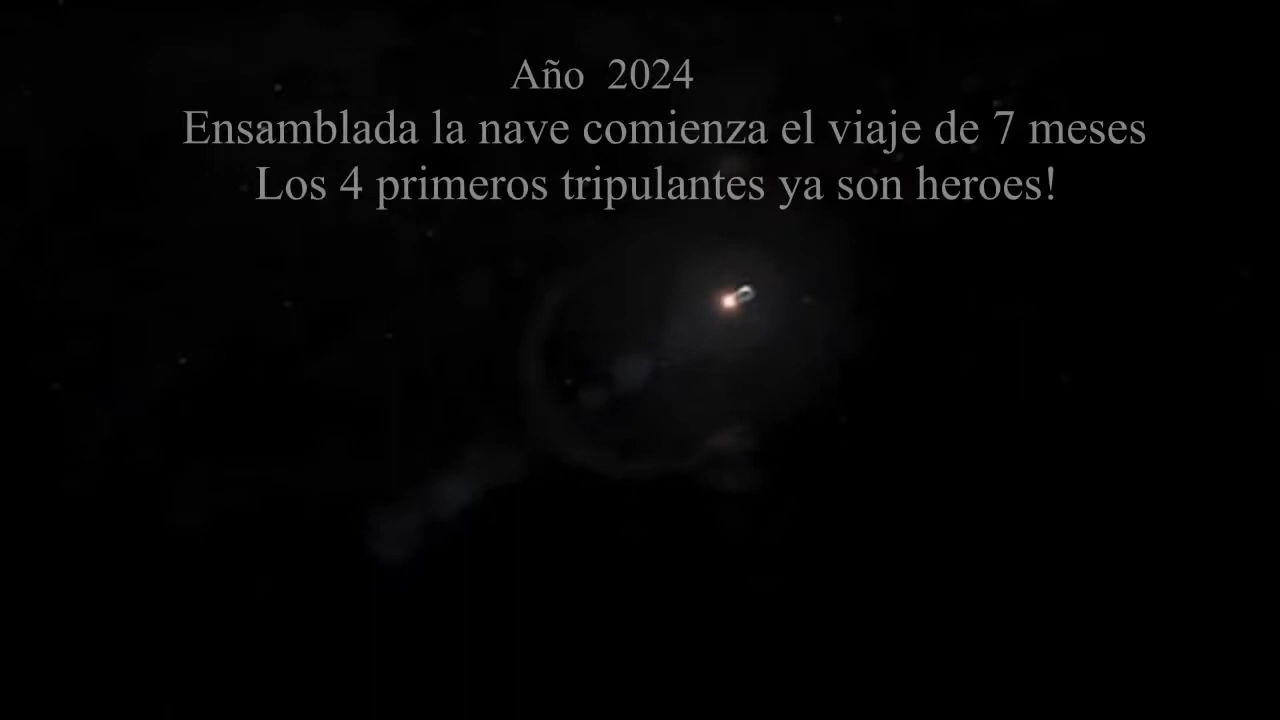 Año 2024
Ensamblada la nave comienza el viaje de 7 meses
Los 4 primeros tripulantes ya son heroes!